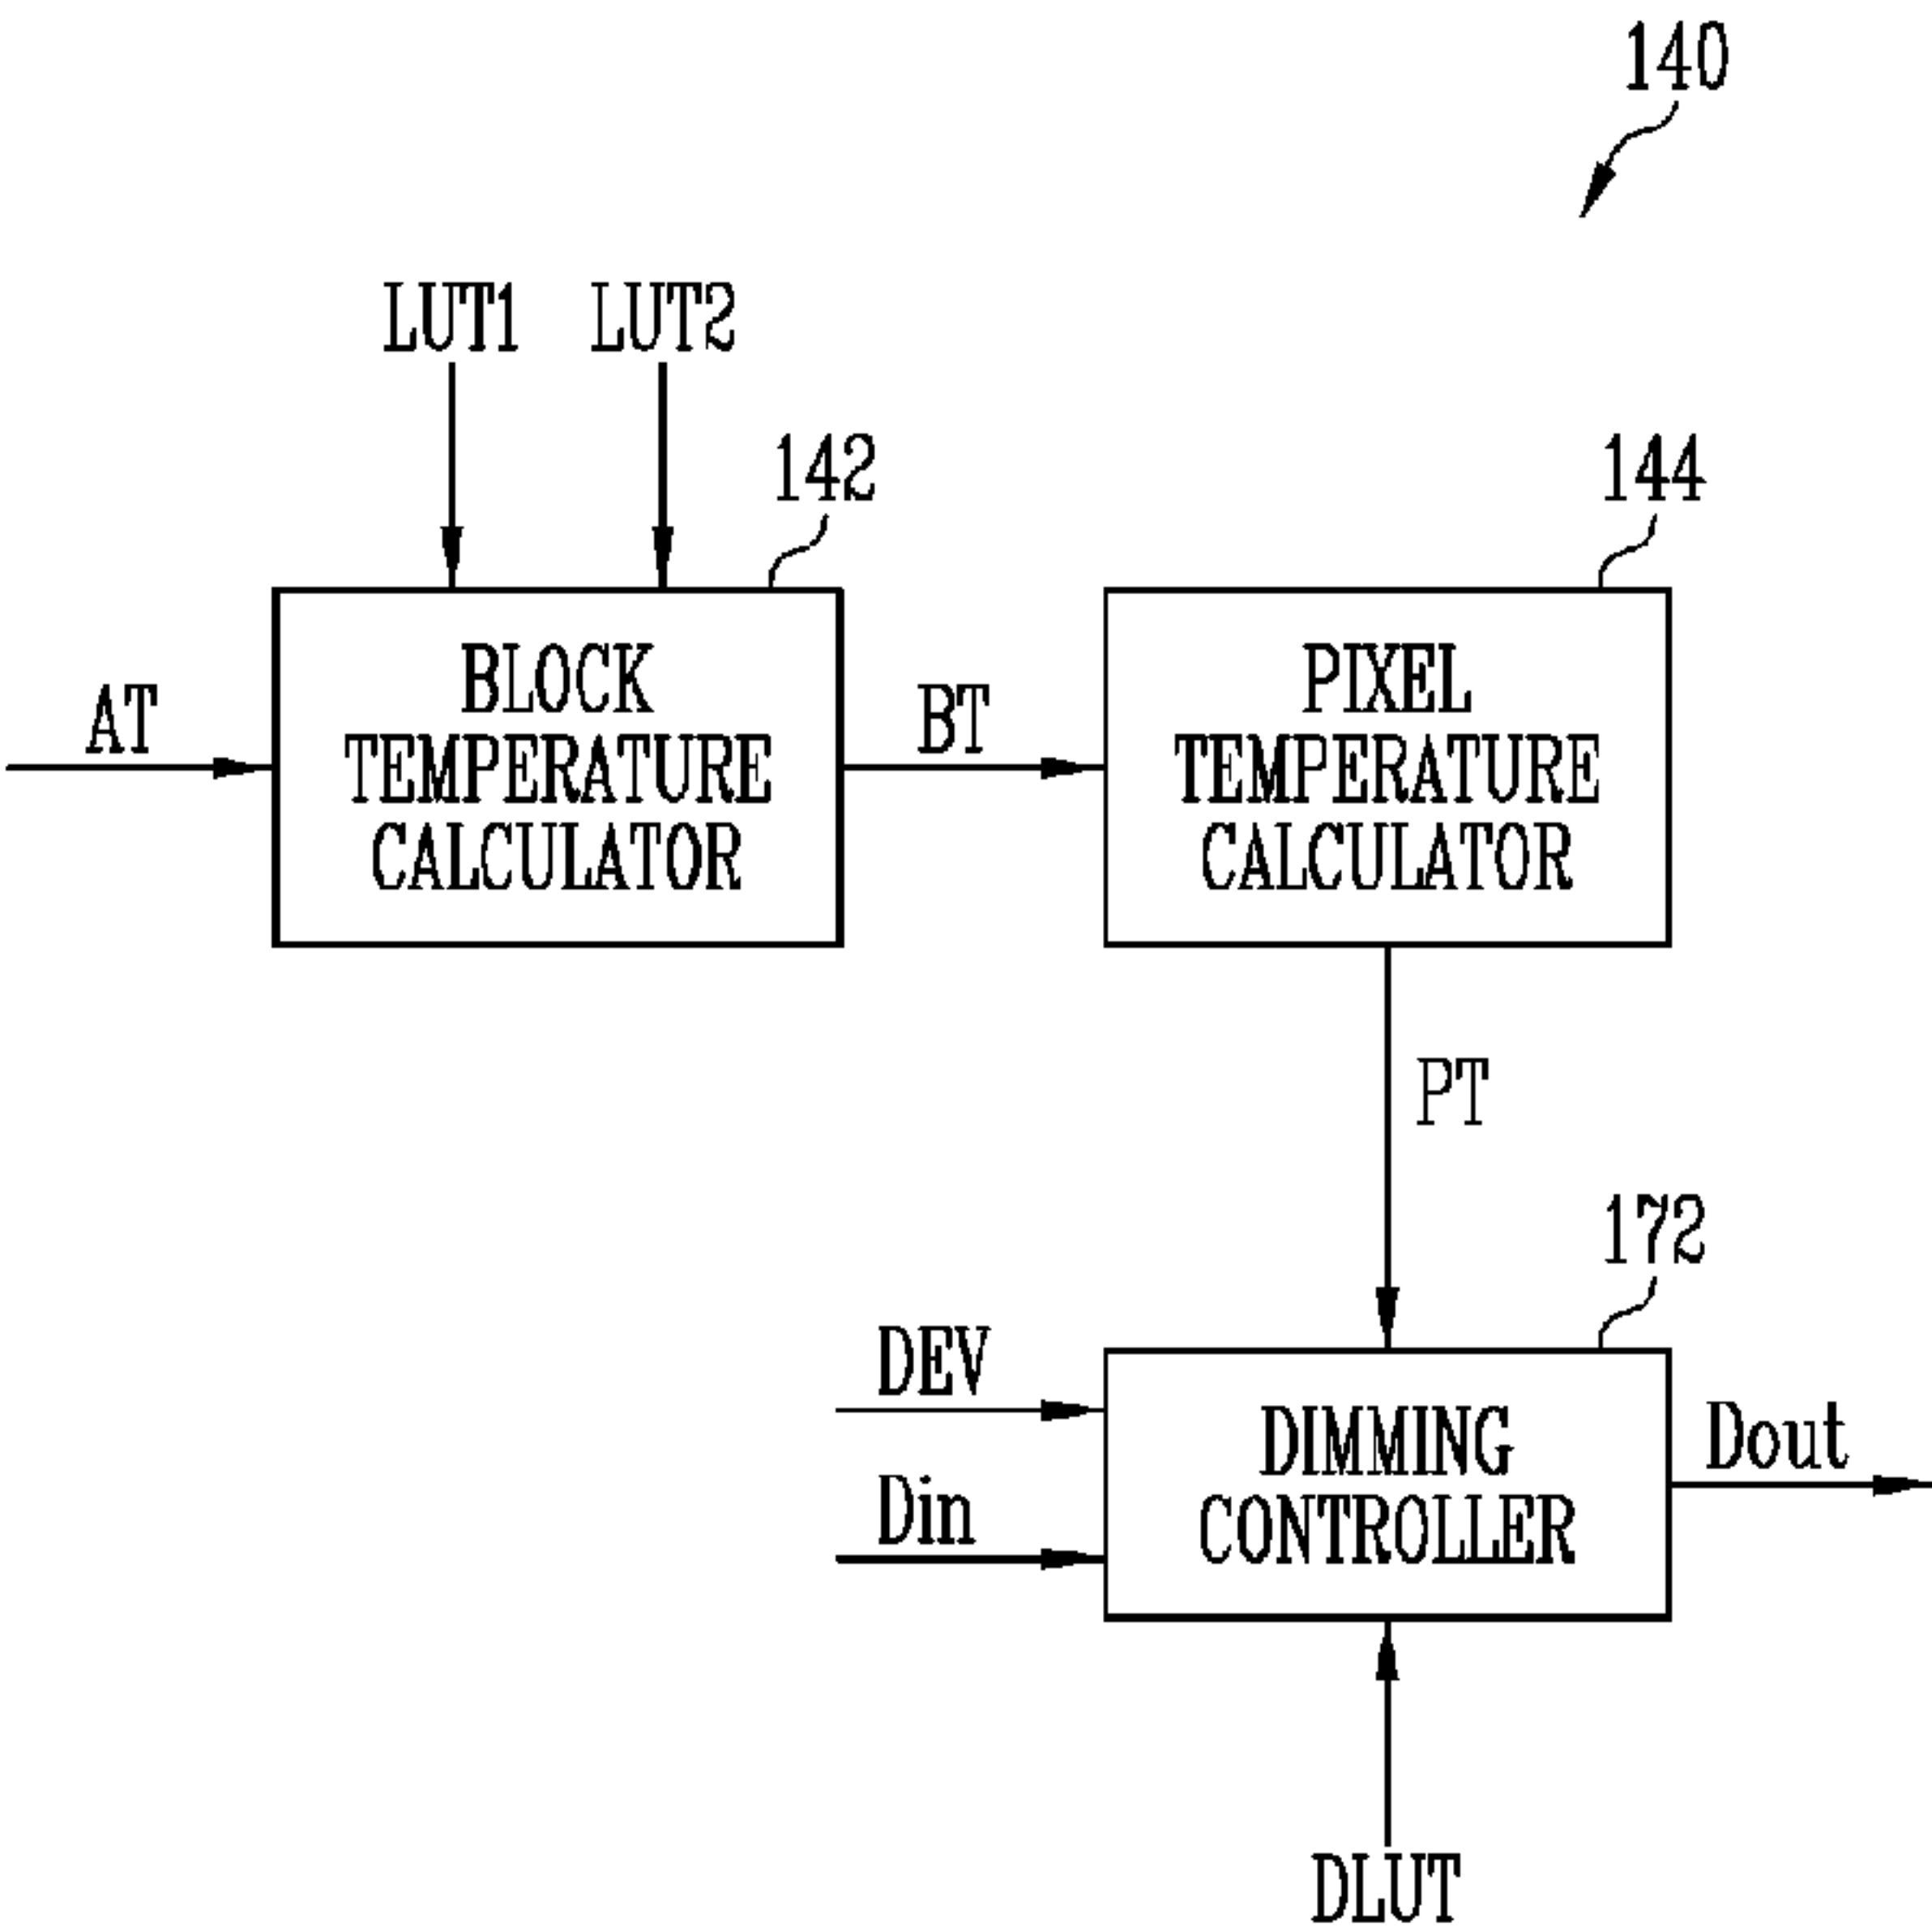 140
LUT1 LUT2
142
144
AT
BLOCK
TEMPERATURE
CALCULATOR
BT
PIXEL
TEMPERATURE
CALCULATOR
PT
172
DEV
Din
DIMMING
CONTROLLER
Dout
DLUT